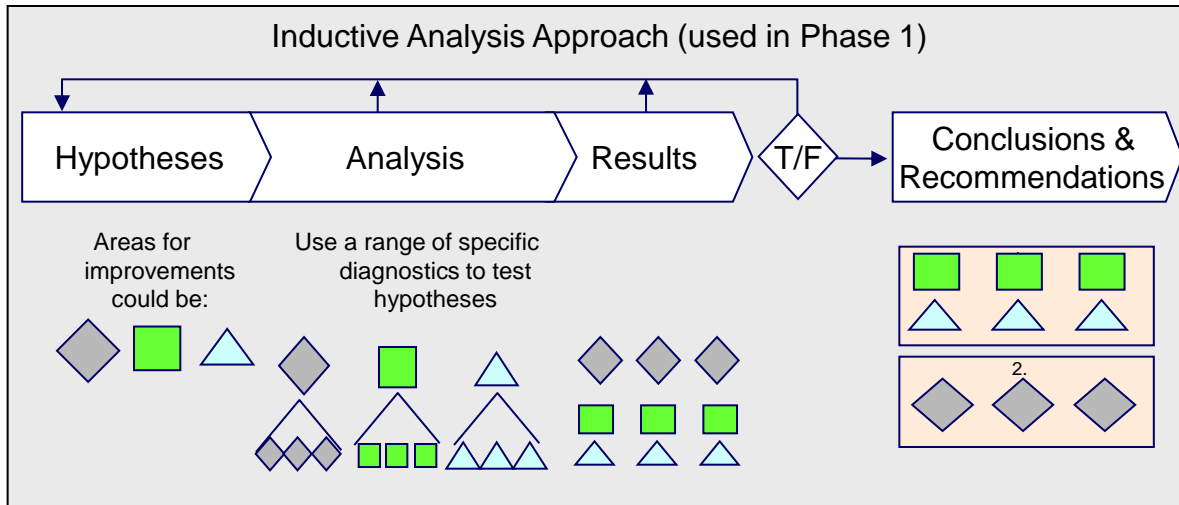 Inductive Analysis Approach (used in Phase 1)
Hypotheses
Analysis
Results
T/F
Conclusions &
Recommendations
Areas for
improvements
could be:
Use a range of specific
diagnostics to test
hypotheses
2.